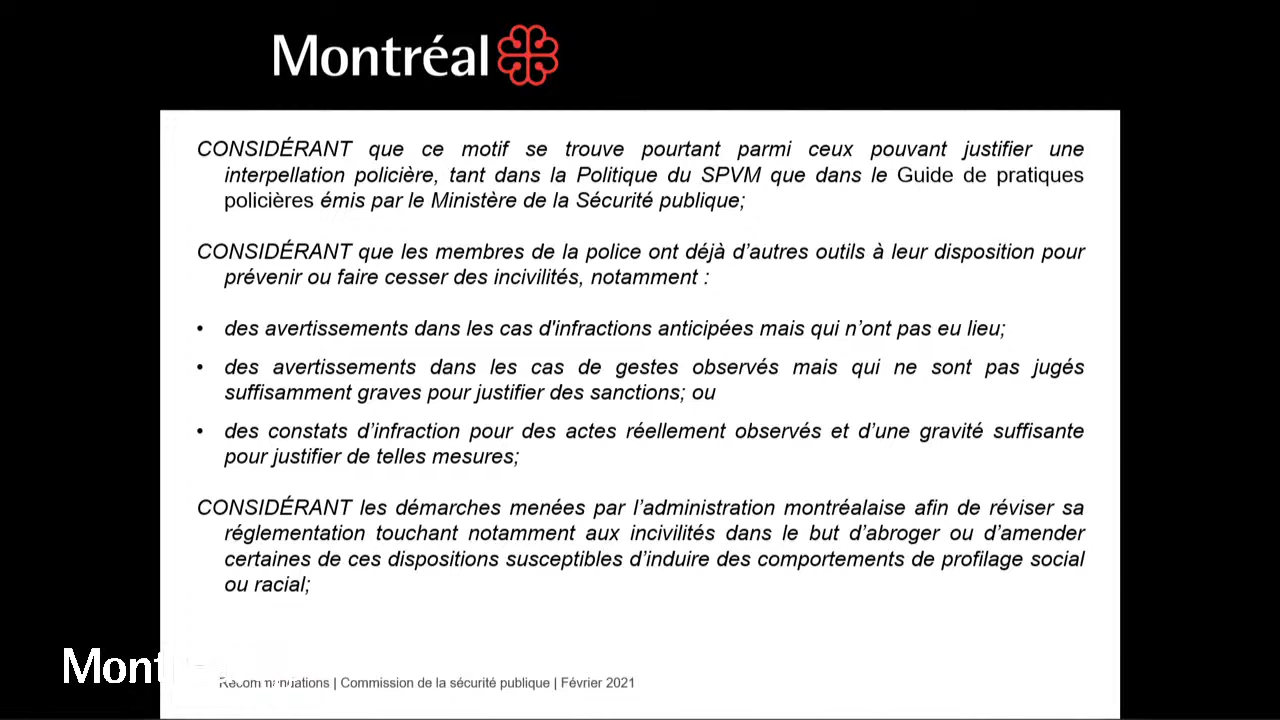 Montréal
CONSIDÉRANT que ce motif se trouve pourtant parmi ceux pouvant justifier une
interpellation policière, tant dans la Politique du SPVM que dans le Guide de pratiques
policières émis par le Ministère de la Sécurité publique;
CONSIDÉRANT que les membres de la police ont déjà d’autres outils à leur disposition pour
prévenir ou faire cesser des incivilités, notamment :
• des avertissements dans les cas d'infractions anticipées mais qui n’ont pas eu lieu;
• des avertissements dans les cas de gestes observés mais qui ne sont pas jugés
suffisamment graves pour justifier des sanctions; ou
• des constats d’infraction pour des actes réellement observés et d’une gravité suffisante
pour justifier de telles mesures;
CONSIDÉRANT les démarches menées par l’administration montréalaise afin de réviser sa
réglementation touchant notamment aux incivilités dans le but d’abroger ou d’amender
certaines de ces dispositions susceptibles d’induire des comportements de profilage social
ou racial;
Montréal
Recommandations | Commission de la sécurité publique | Février 2021